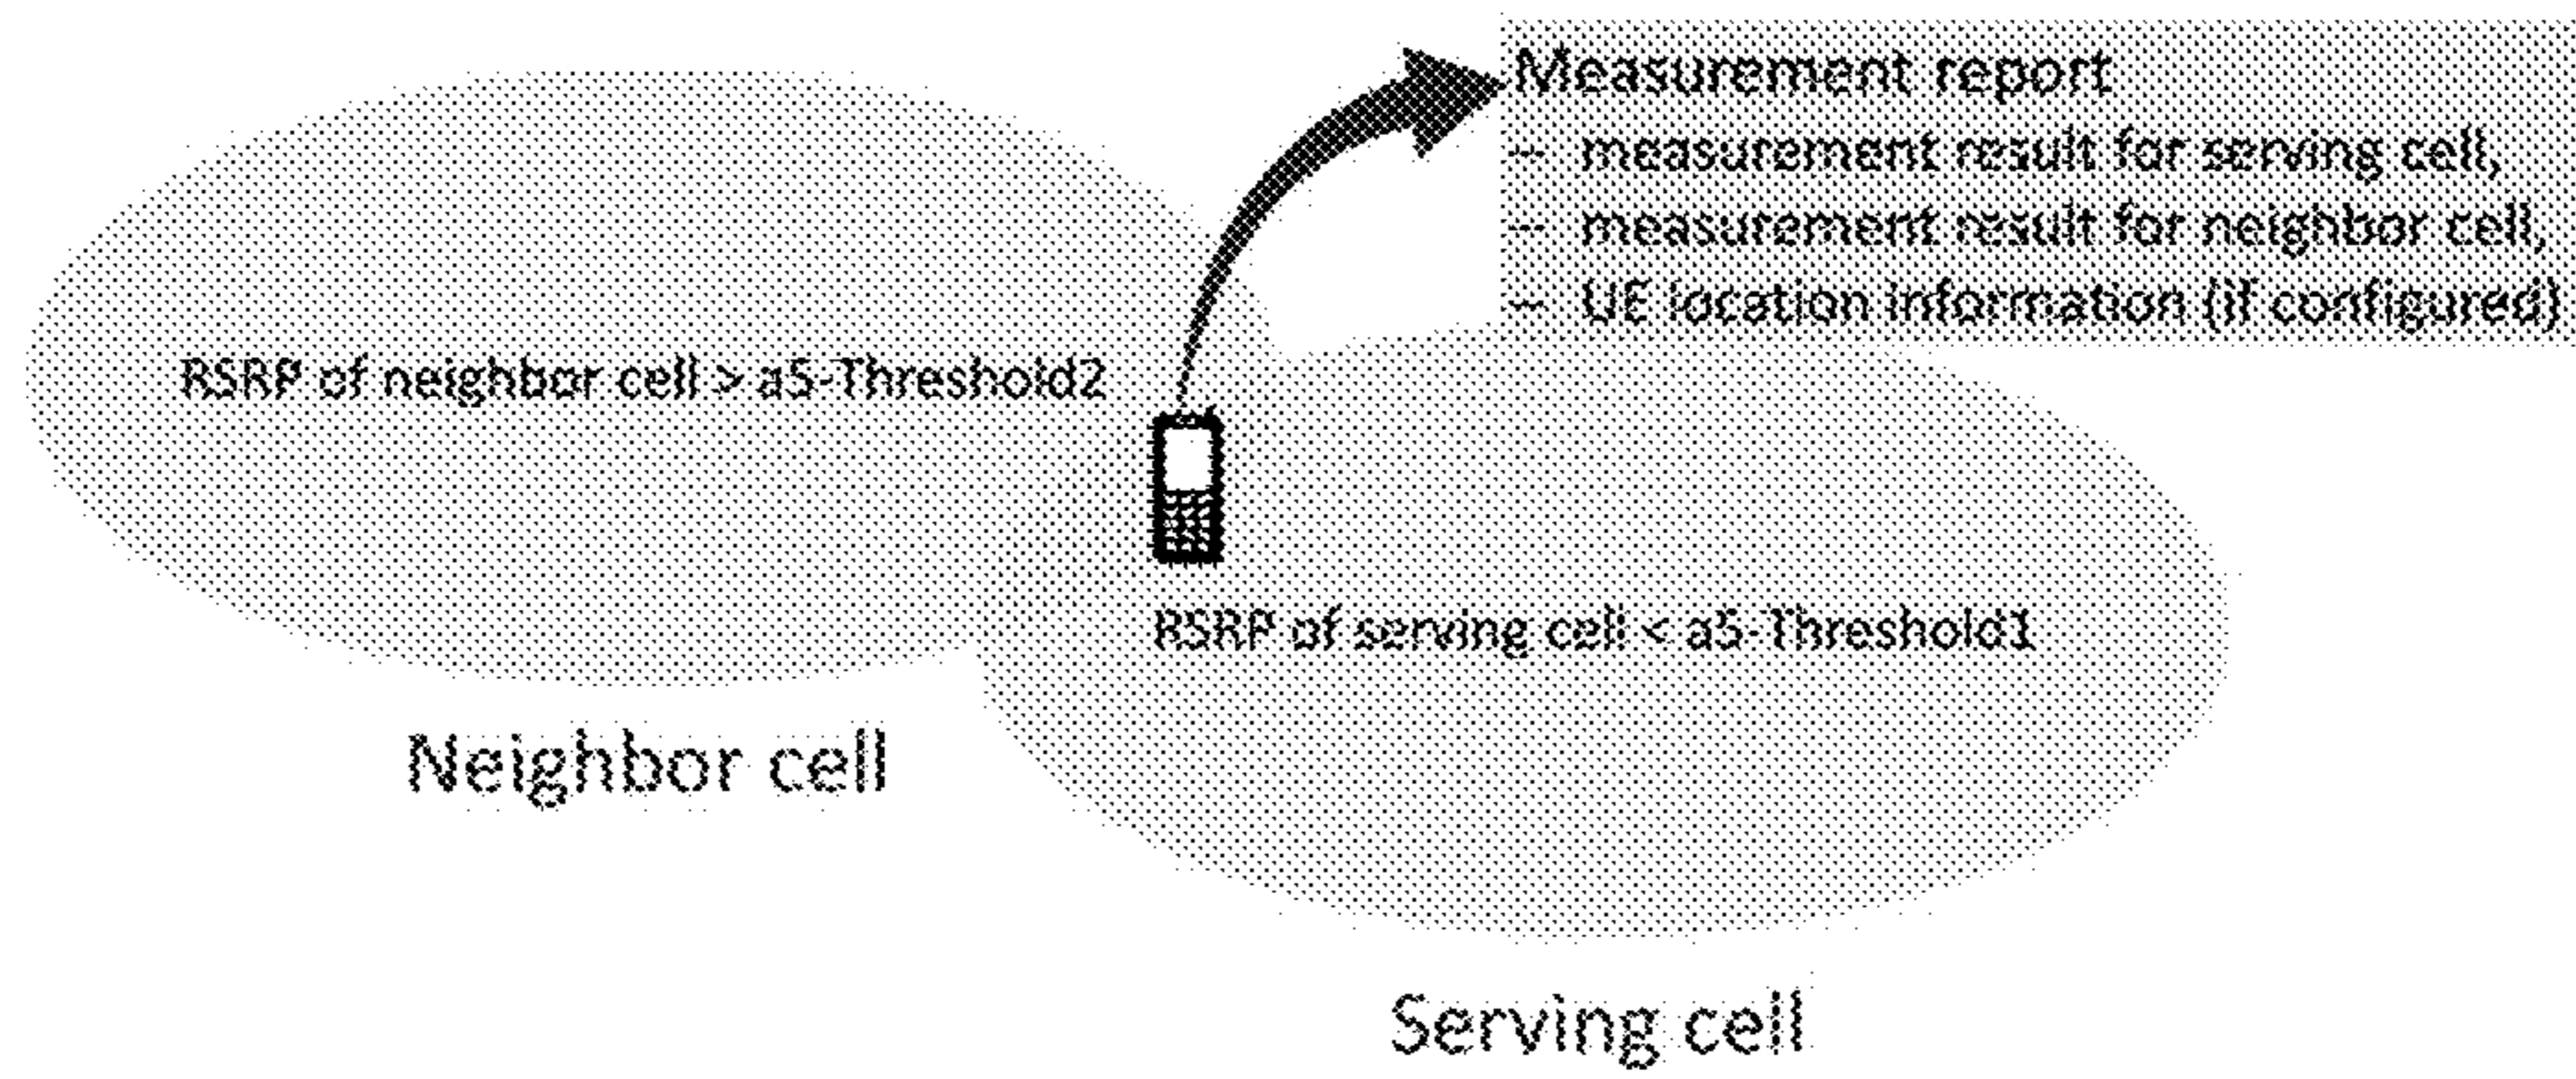 Measurement report
– measurement result for serving cell,
– measurement result for neighbor cell,
– UE location information (if configured)
RSRP of neighbor cell > a5-Threshold2
RSRP of serving cell < a5-Threshold1
Neighbor cell
Serving cell